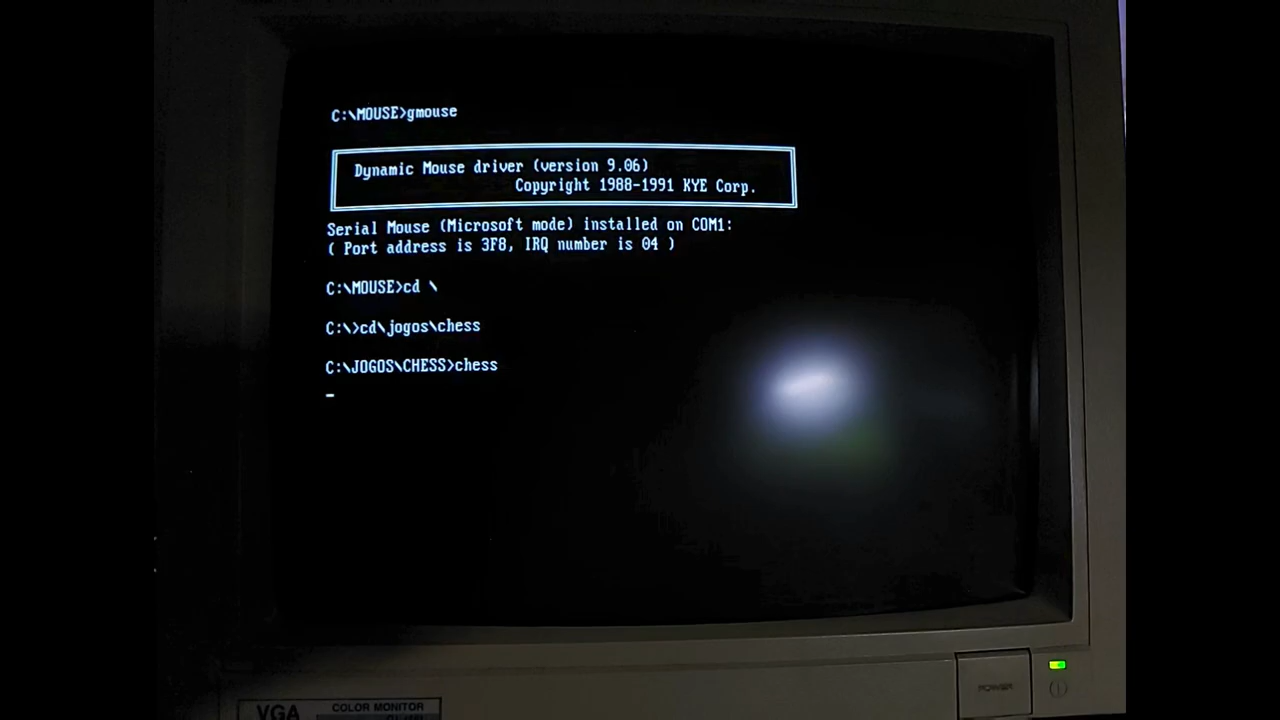 C:\MOUSE>gmouse
Dynamic Mouse driver (version 9.06)
Copyright 1988-1991 KYE Corp.
Serial Mouse (Microsoft mode) installed on COM1:
( Port address is 3F8, IRQ number is 04 )
C:\MOUSE>cd \
C:\>cd\jogos\chess
C:\JOGOS\CHESS>chess
POWER
VGA
COLOR MONITOR